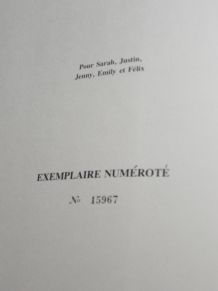 Pour Sarah, Justin,
Jenny, Emily et Félix
EXEMPLAIRE NUMÉROTÉ
№ 15967